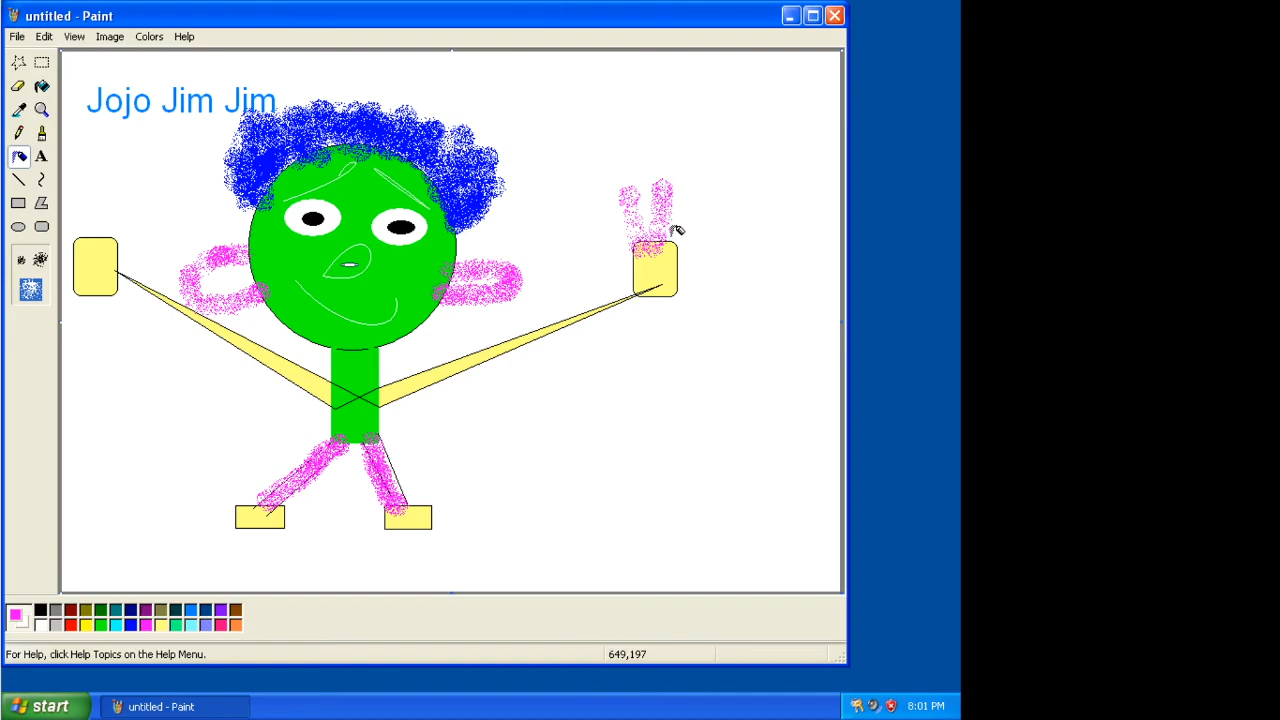 untitled - Paint
File Edit View Image Colors Help
Jojo Jim Jim
For Help, click Help Topics on the Help Menu.
649,197
start
untitled - Paint
8:01 PM